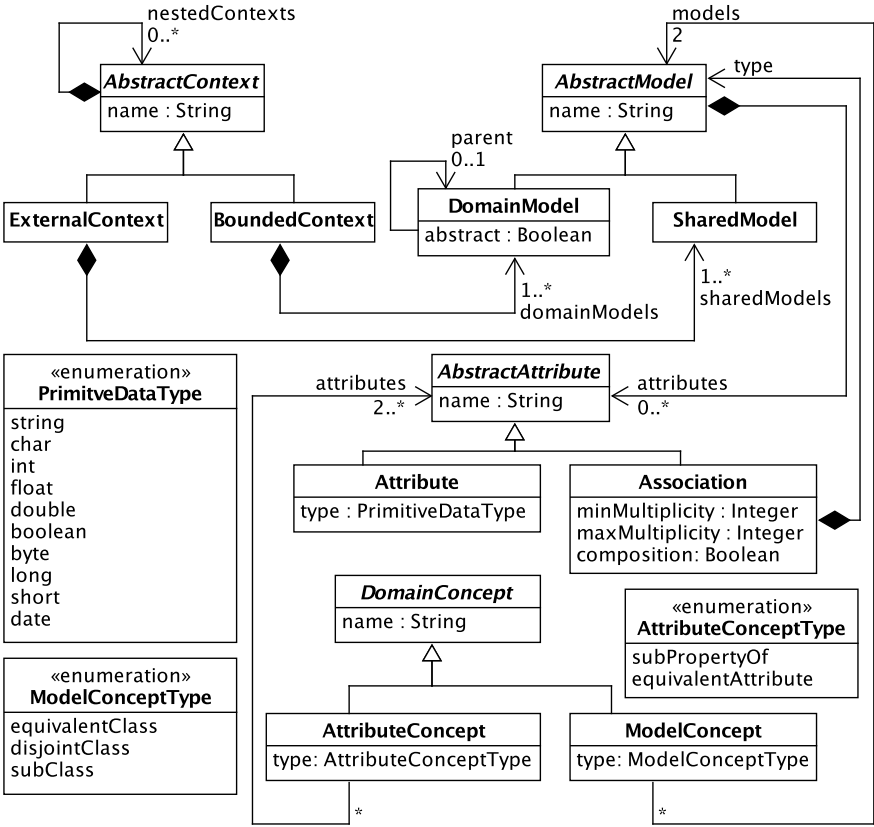 nestedContexts
0..*
AbstractContext
name : String
models
2
AbstractModel
name : String
type
parent
0..1
ExternalContext
BoundedContext
DomainModel
abstract : Boolean
SharedModel
1..*
domainModels
1..*
sharedModels
«enumeration»
PrimitveDataType
string
char
int
float
double
boolean
byte
long
short
date
attributes
2..*
AbstractAttribute
name : String
attributes
0..*
Attribute
type : PrimitiveDataType
Association
minMultiplicity : Integer
maxMultiplicity : Integer
composition: Boolean
DomainConcept
name : String
«enumeration»
AttributeConceptType
subPropertyOf
equivalentAttribute
«enumeration»
ModelConceptType
equivalentClass
disjointClass
subClass
AttributeConcept
type: AttributeConceptType
ModelConcept
type: ModelConceptType
*
*